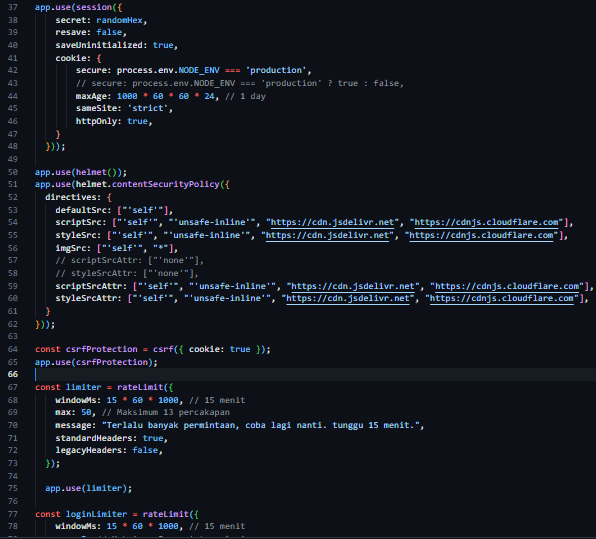 37 app.use(session({
38 secret: randomHex,
39 resave: false,
40 saveUninitialized: true,
41 cookie: {
42 secure: process.env.NODE_ENV === 'production',
43 // secure: process.env.NODE_ENV === 'production' ? true : false,
44 maxAge: 1000 * 60 * 60 * 24, // 1 day
45 sameSite: 'strict',
46 httpOnly: true,
47 }
48 }));
49
50 app.use(helmet());
51 app.use(helmet.contentSecurityPolicy({
52 directives: {
53 defaultSrc: ["'self'"],
54 scriptSrc: ["'self'", "'unsafe-inline'", "https://cdn.jsdelivr.net", "https://cdnjs.cloudflare.com"],
55 styleSrc: ["'self'", "'unsafe-inline'", "https://cdn.jsdelivr.net", "https://cdnjs.cloudflare.com"],
56 imgSrc: ["'self'", "*"],
57 // scriptSrcAttr: ["'none'"],
58 // styleSrcAttr: ["'none'"],
59 scriptSrcAttr: ["'self'", "'unsafe-inline'", "https://cdn.jsdelivr.net", "https://cdnjs.cloudflare.com"],
60 styleSrcAttr: ["'self'", "'unsafe-inline'", "https://cdn.jsdelivr.net", "https://cdnjs.cloudflare.com"],
61 }
62 }));
63
64 const csrfProtection = csrf({ cookie: true });
65 app.use(csrfProtection);
66
67 const limiter = rateLimit({
68 windowMs: 15 * 60 * 1000, // 15 menit
69 max: 50, // Maksimum 13 percakapan
70 message: "Terlalu banyak permintaan, coba lagi nanti. tunggu 15 menit.",
71 standardHeaders: true,
72 legacyHeaders: false,
73 });
74
75 app.use(limiter);
76
77 const loginLimiter = rateLimit({
78 windowMs: 15 * 60 * 1000, // 15 menit